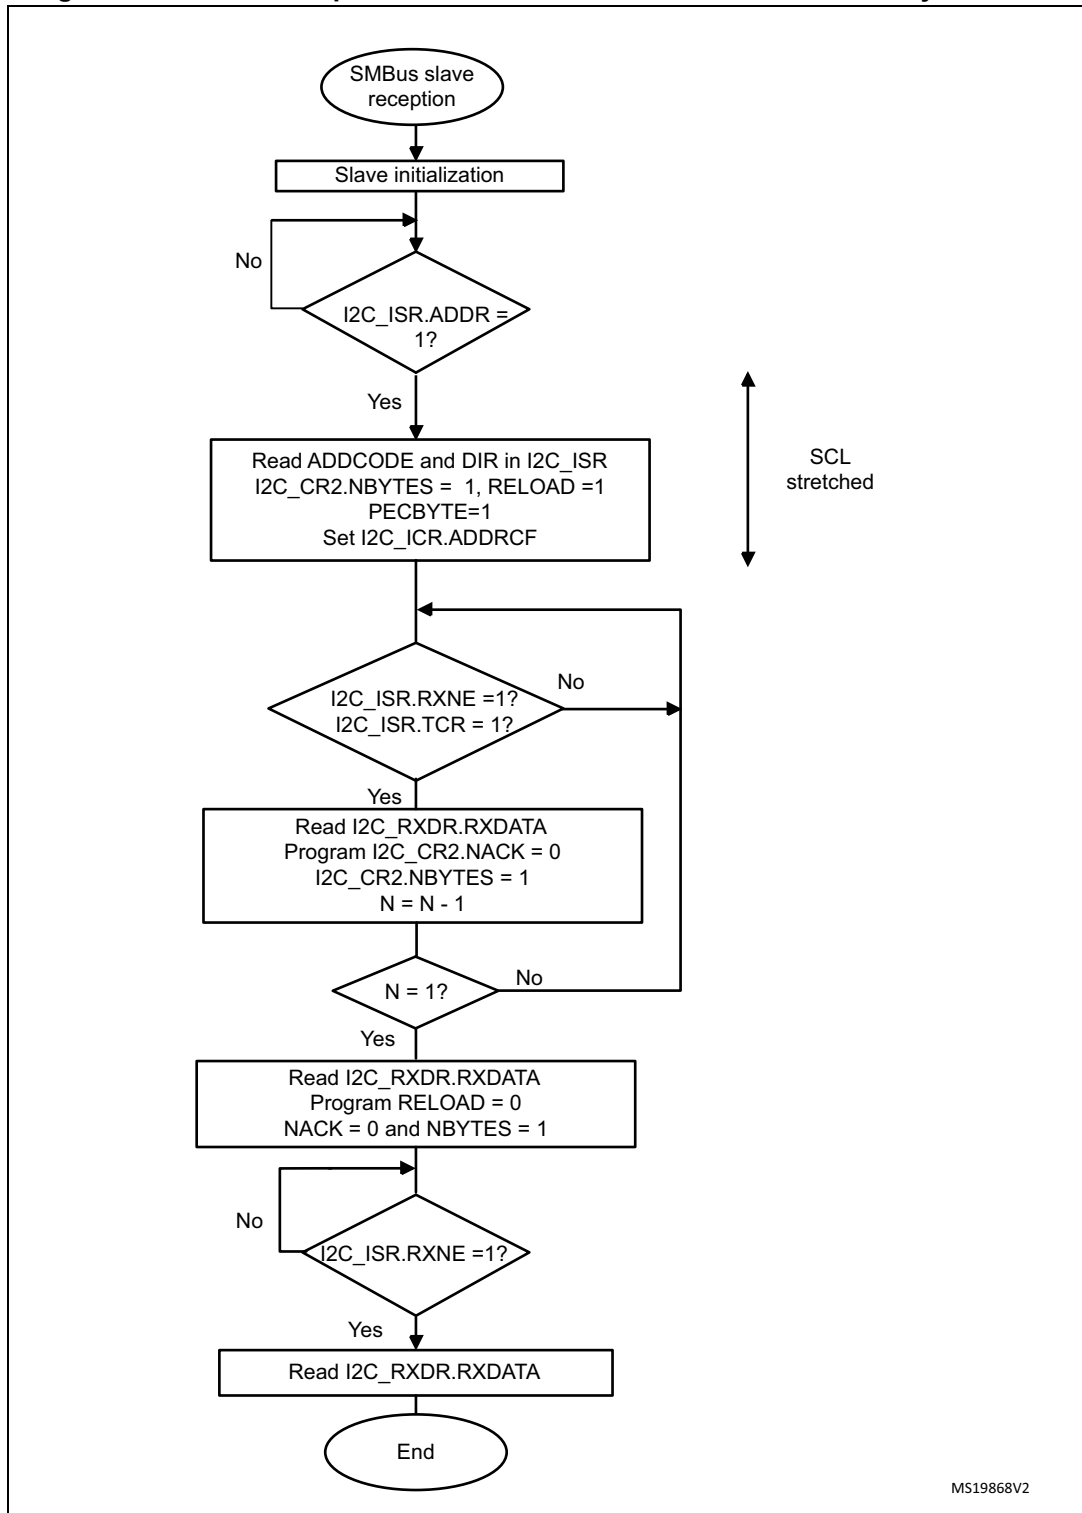 SMBus slave
reception
Slave initialization
No
I2C_ISR.ADDR =
1?
Yes
SCL
stretched
Read ADDCODE and DIR in I2C_ISR
I2C_CR2.NBYTES =  1, RELOAD =1
PECBYTE=1
Set I2C_ICR.ADDRCF
No
I2C_ISR.RXNE =1?
I2C_ISR.TCR = 1?
Yes
Read I2C_RXDR.RXDATA
Program I2C_CR2.NACK = 0
I2C_CR2.NBYTES = 1
N = N - 1
No
N = 1?
Yes
Read I2C_RXDR.RXDATA
Program RELOAD = 0
NACK = 0 and NBYTES = 1
No
I2C_ISR.RXNE =1?
Yes
Read I2C_RXDR.RXDATA
End
MS19868V2